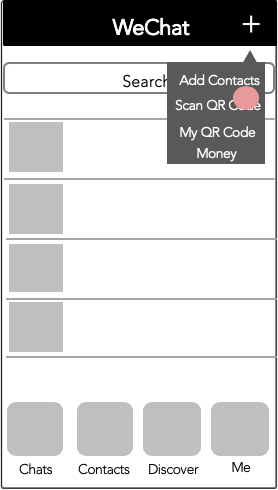 WeChat +
Search
Add Contacts
Scan QR Code
My QR Code
Money
Chats Contacts Discover Me